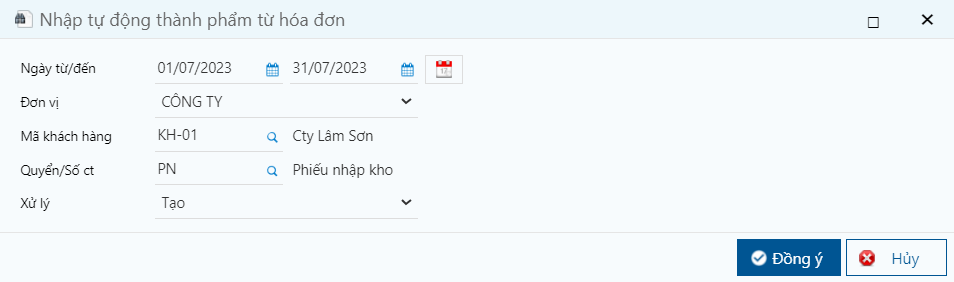 Nhập tự động thành phẩm từ hóa đơn
Ngày từ/đến 01/07/2023 31/07/2023
Đơn vị CÔNG TY
Mã khách hàng KH-01 Cty Lâm Sơn
Quyển/Số ct PN Phiếu nhập kho
Xử lý Tạo
Đồng ý Hủy